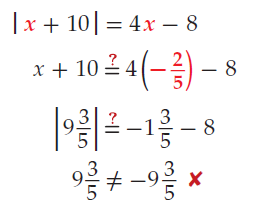 |x + 10| = 4x − 8
x + 10 ≟ 4(−2/5) − 8
|9 3/5| ≟ −1 3/5 − 8
9 3/5 ≠ −9 3/5 ✘